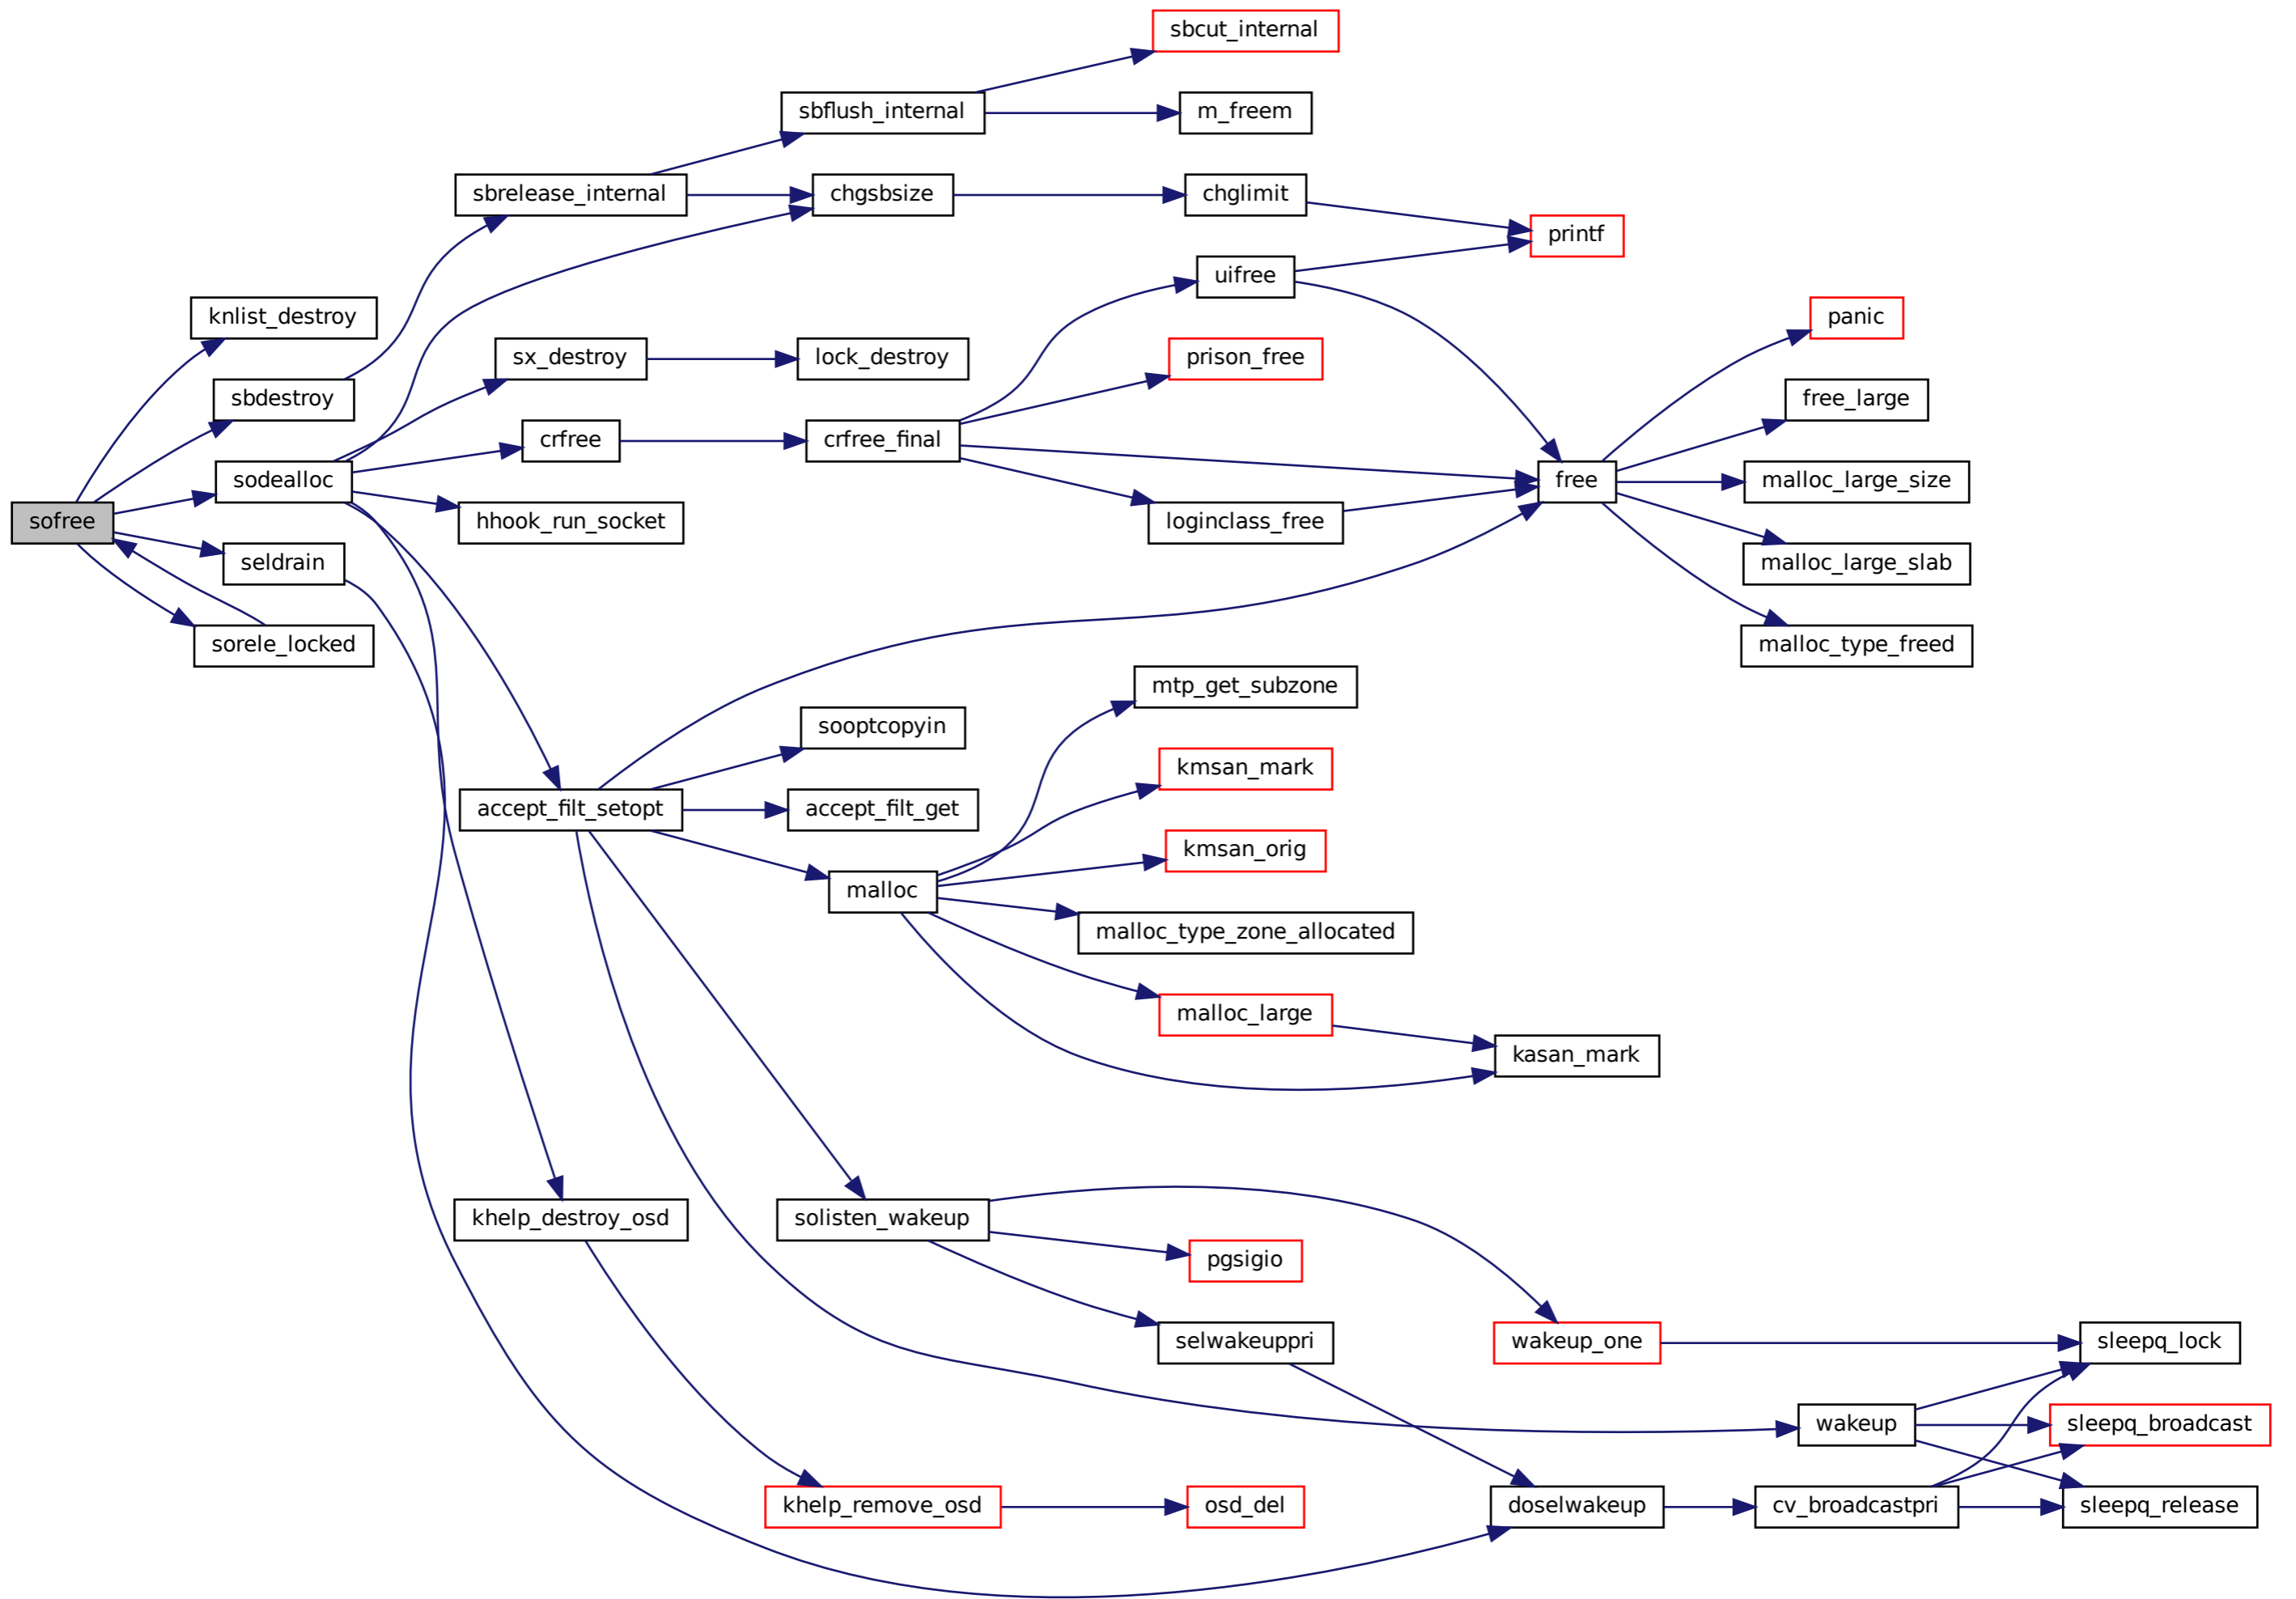 sbcut_internal
sbflush_internal
m_freem
sbrelease_internal
chgsbsize
chglimit
printf
uifree
knlist_destroy
panic
sx_destroy
lock_destroy
prison_free
sbdestroy
free_large
crfree
crfree_final
sodealloc
free
malloc_large_size
sofree
hhook_run_socket
loginclass_free
seldrain
malloc_large_slab
sorele_locked
malloc_type_freed
mtp_get_subzone
sooptcopyin
kmsan_mark
accept_filt_setopt
accept_filt_get
kmsan_orig
malloc
malloc_type_zone_allocated
malloc_large
kasan_mark
khelp_destroy_osd
solisten_wakeup
pgsigio
selwakeuppri
wakeup_one
sleepq_lock
wakeup
sleepq_broadcast
khelp_remove_osd
osd_del
doselwakeup
cv_broadcastpri
sleepq_release